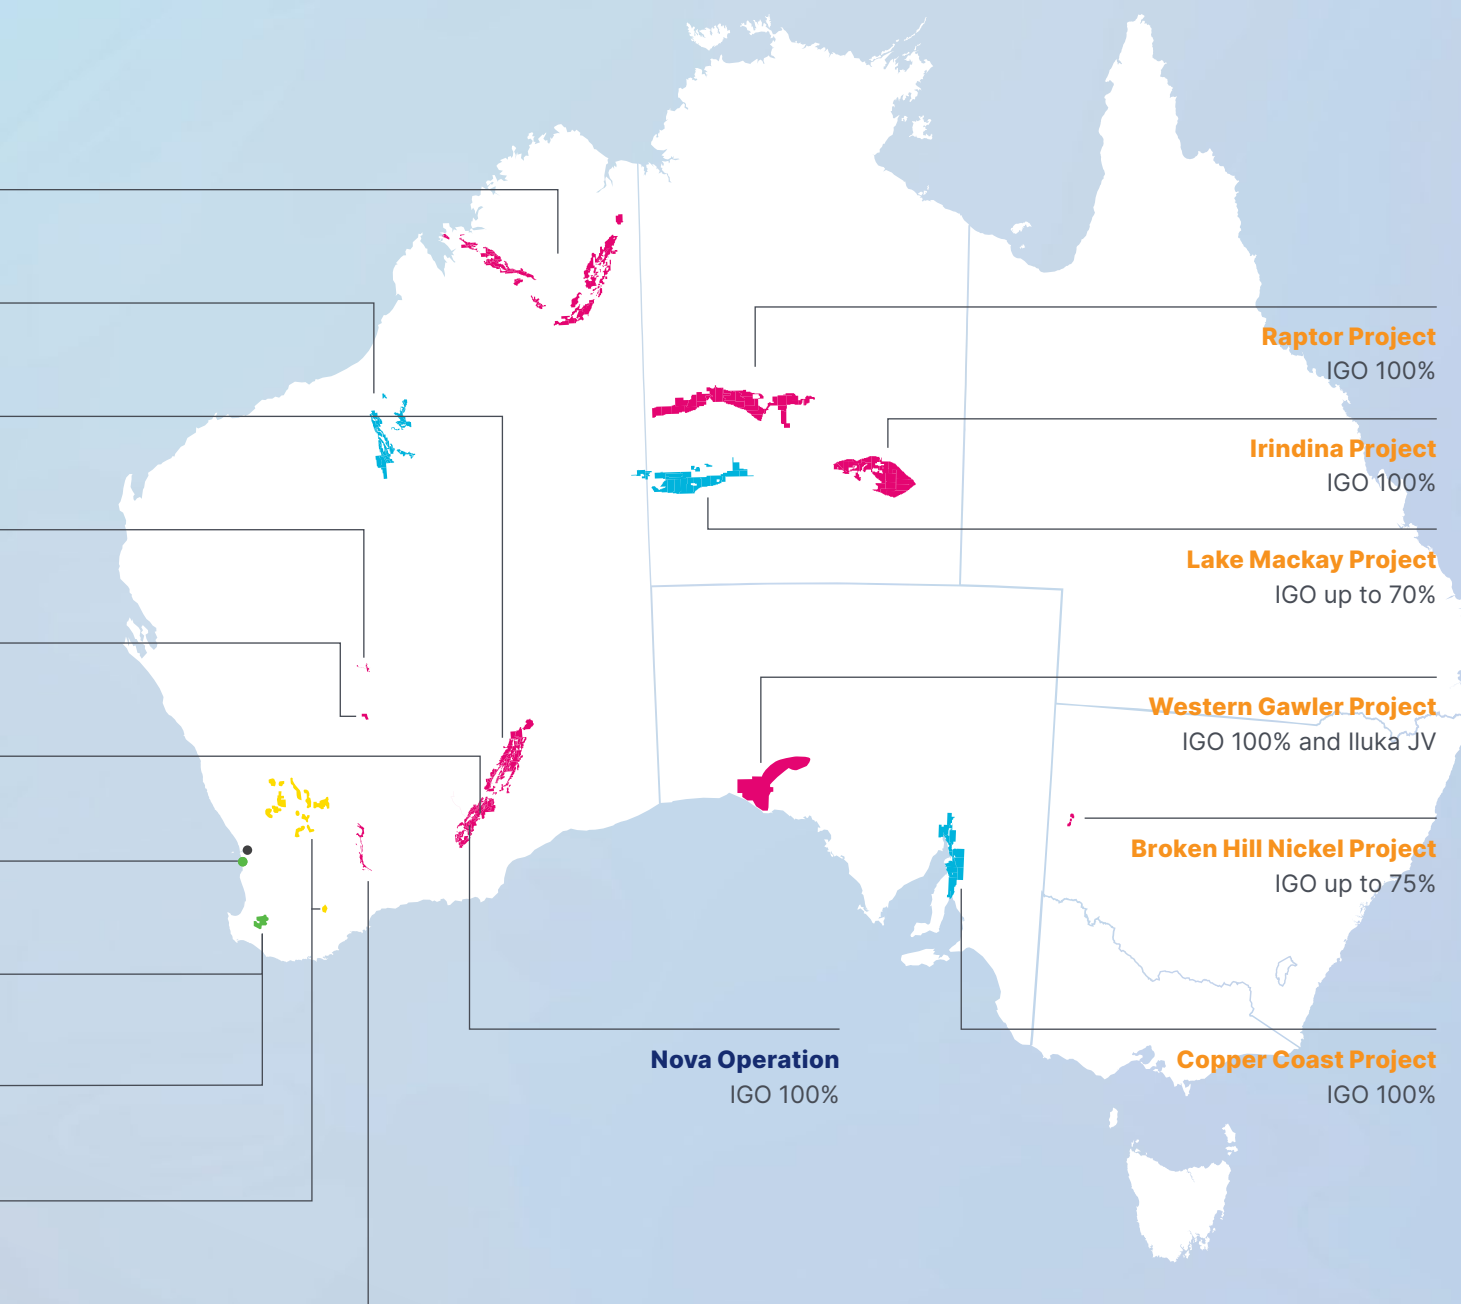 Raptor Project
IGO 100%
Irindina Project
IGO 100%
Lake Mackay Project
IGO up to 70%
Western Gawler Project
IGO 100% and Iluka JV
Broken Hill Nickel Project
IGO up to 75%
Nova Operation
IGO 100%
Copper Coast Project
IGO 100%